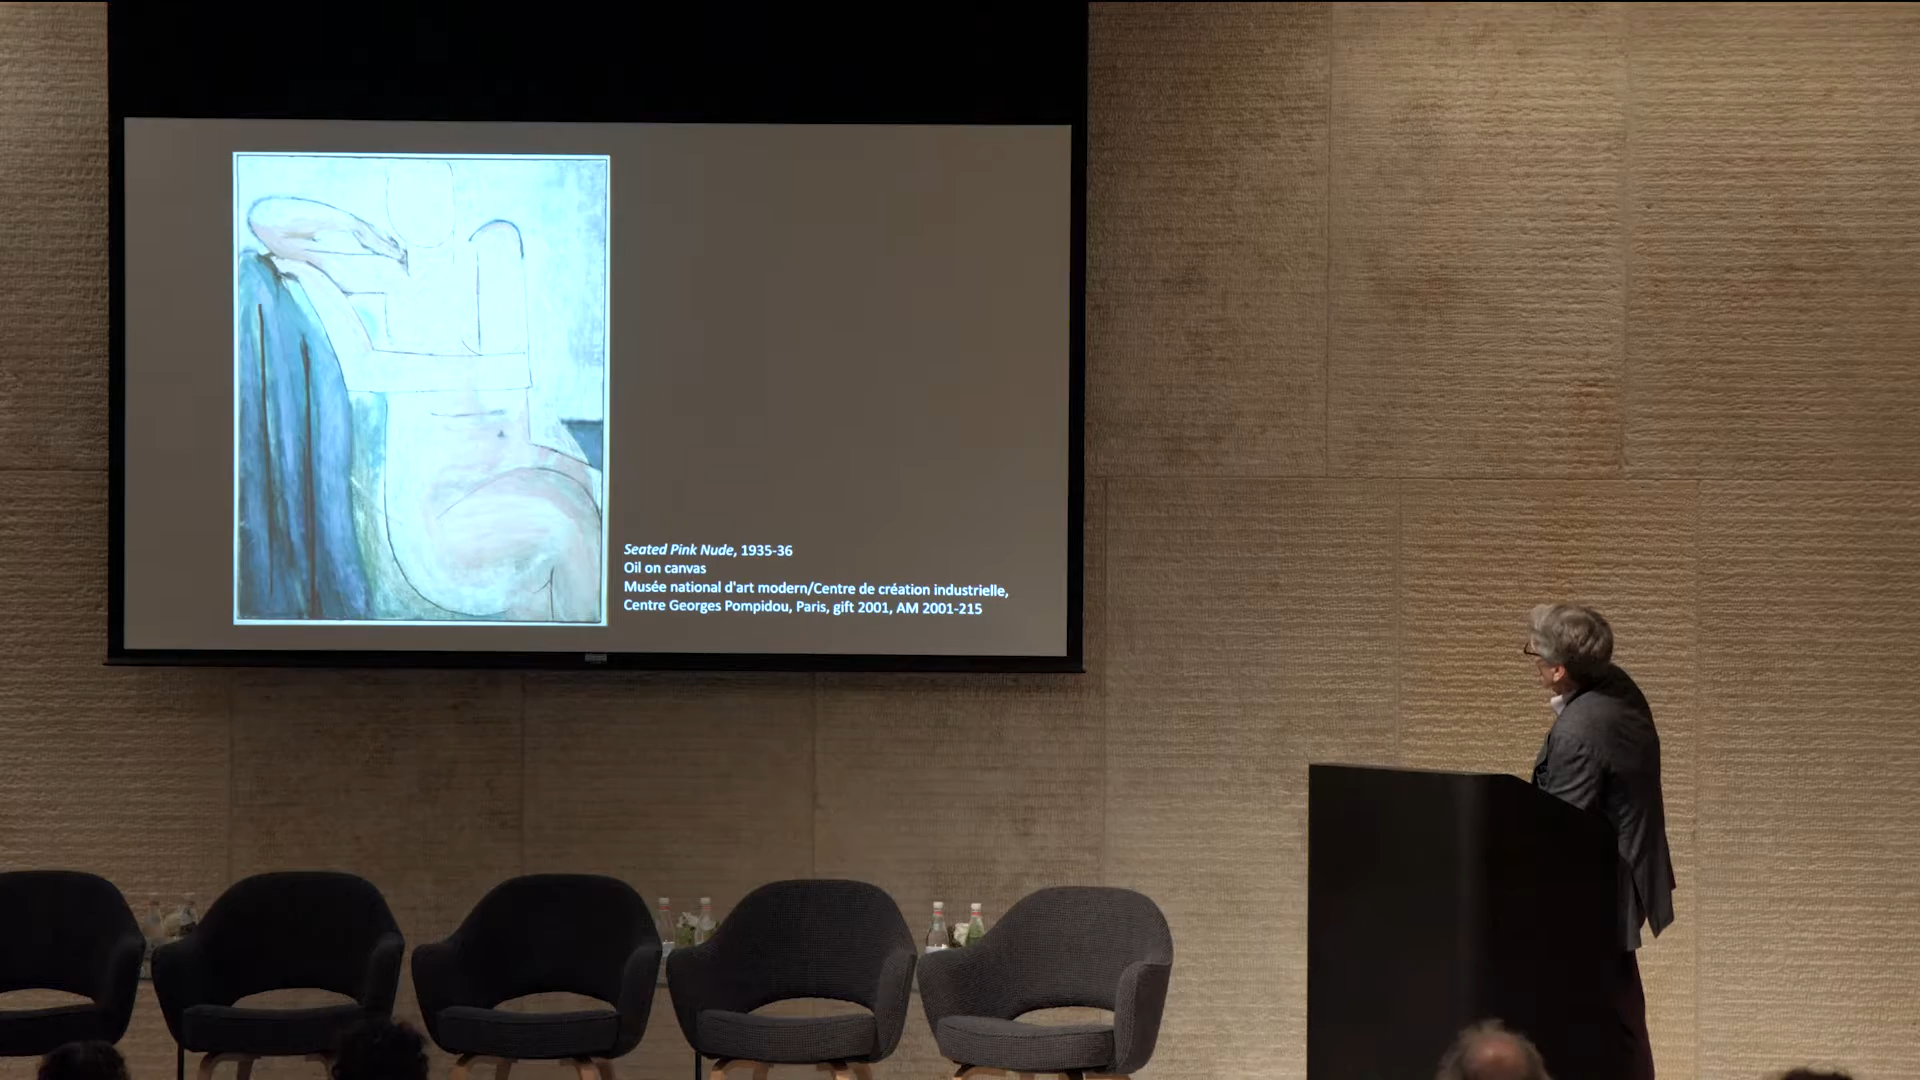 Seated Pink Nude, 1935-36
Oil on canvas
Musée national d'art modern/Centre de création industrielle,
Centre Georges Pompidou, Paris, gift 2001, AM 2001-215